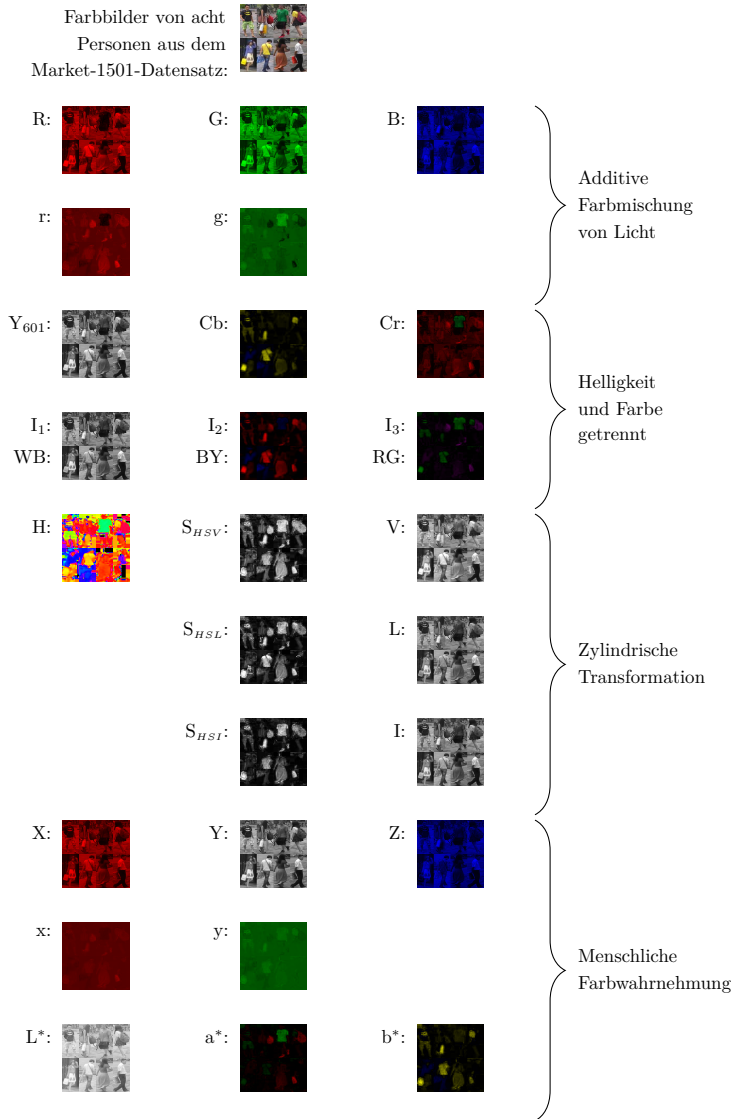 Farbbilder von acht
Personen aus dem
Market-1501-Datensatz:
R: G: B:
Additive
Farbmischung
von Licht
r: g:
Y601: Cb: Cr:
Helligkeit
und Farbe
getrennt
I1 : I2 : I3 :
WB: BY: RG:
H: SHSV: V:
SHSL: L:
Zylindrische
Transformation
SHSI: I:
X: Y: Z:
x: y:
Menschliche
Farbwahrnehmung
L*: a*: b*: